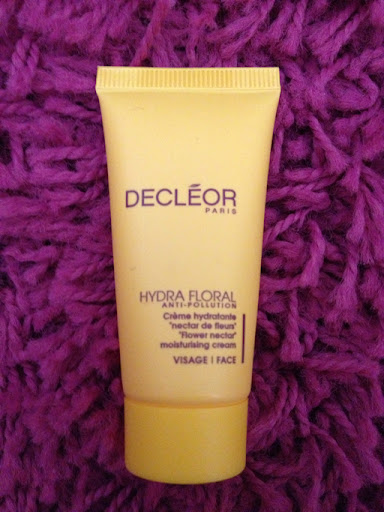 DECLÉOR
PARIS
HYDRA FLORAL
ANTI-POLLUTION
Crème hydratante
"nectar de fleurs"
"Flower nectar"
moisturising cream
VISAGE | FACE